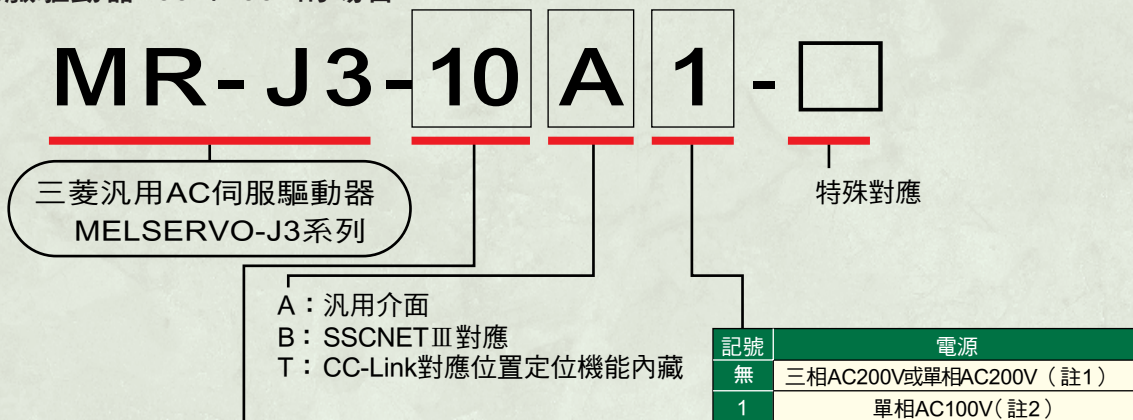 MR-J3-10 A 1 -□
三菱汎用AC伺服驅動器
MELSERVO-J3系列
特殊對應
A：汎用介面
B：SSCNETⅢ對應
T：CC-Link對應位置定位機能內藏
記號 電源
無 三相AC200V或單相AC200V（註1）
1 單相AC100V（註2）